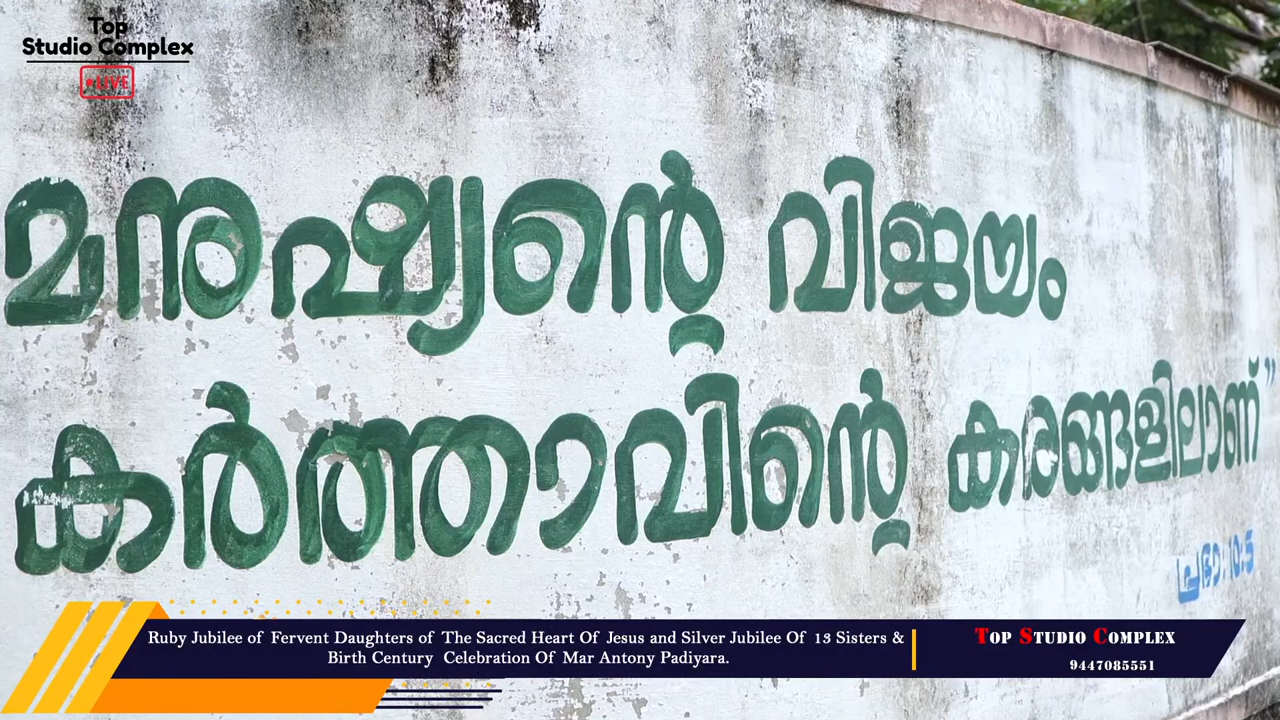 Top
Studio Complex
LIVE
മനുഷ്യന്റെ വിജയം
കർത്താവിന്റെ കരങ്ങളിലാണ്”
പ്രഭാ: 10:5
Ruby Jubilee of Fervent Daughters of The Sacred Heart Of Jesus and Silver Jubilee Of 13 Sisters &
Birth Century Celebration Of Mar Antony Padiyara.
Top Studio Complex
9447085551